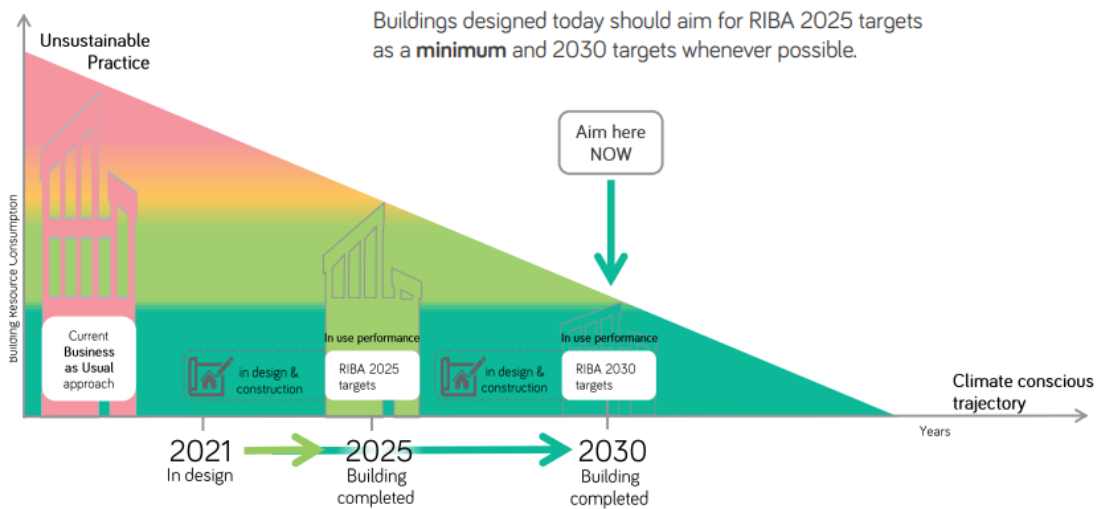 Buildings designed today should aim for RIBA 2025 targets
as a minimum and 2030 targets whenever possible.
Unsustainable
Practice
Aim here
NOW
Building Resource Consumption
Current
Business
as Usual
approach
in design &
construction
In use performance
RIBA 2025
targets
in design &
construction
In use performance
RIBA 2030
targets
Climate conscious
trajectory
Years
2021
In design
2025
Building
completed
2030
Building
completed